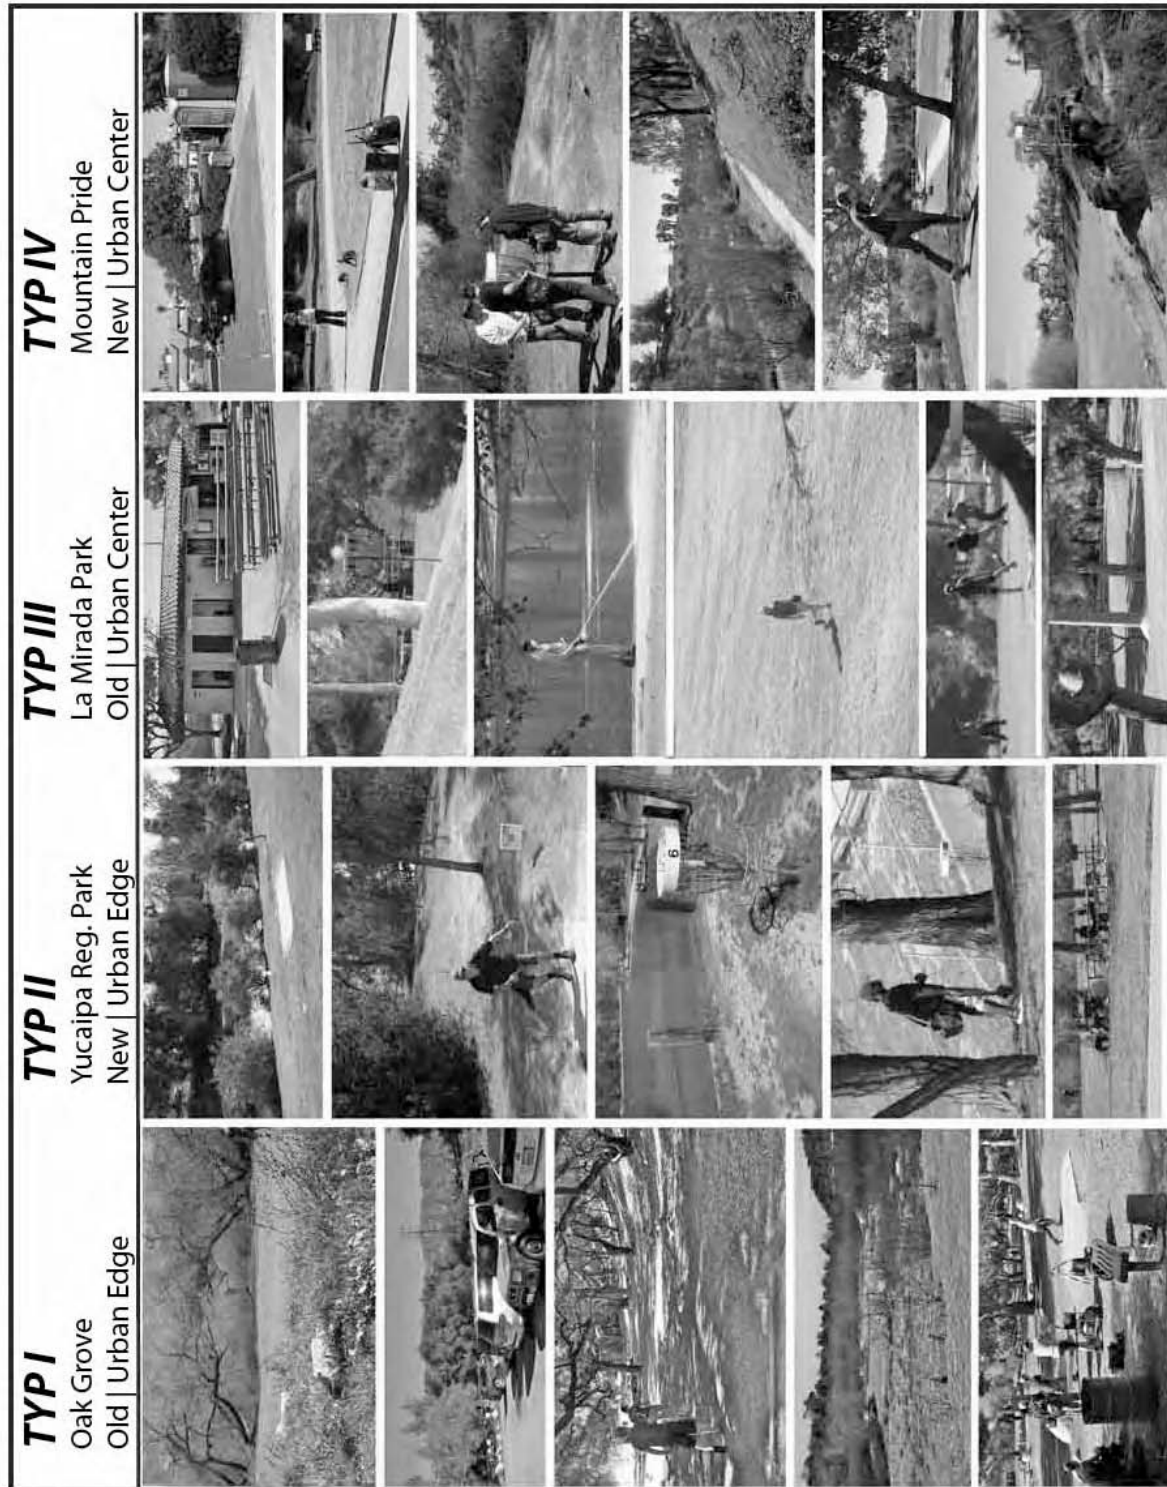 TYP I
Oak Grove
Old | Urban Edge
TYP II
Yucaipa Reg. Park
New | Urban Edge
TYP III
La Mirada Park
Old | Urban Center
TYP IV
Mountain Pride
New | Urban Center
9